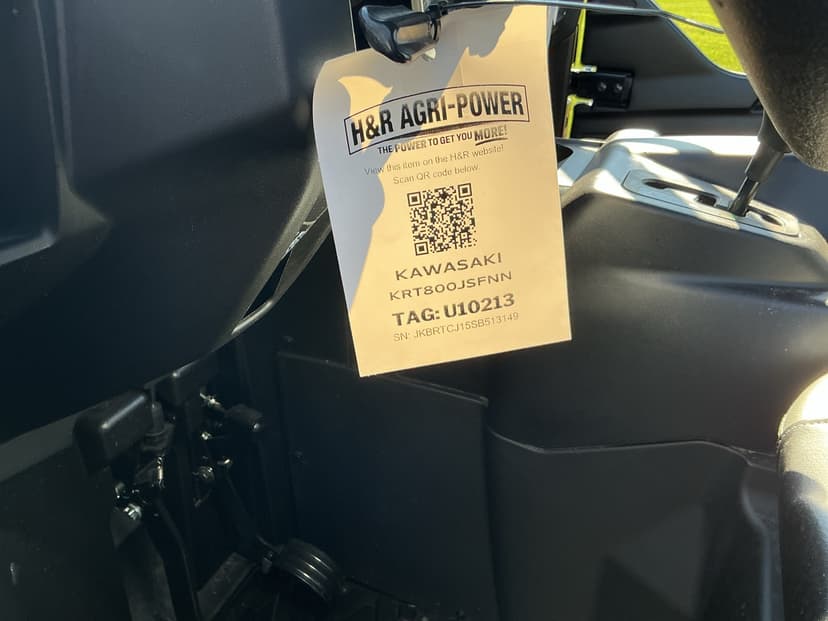 H&R AGRI-POWER
THE POWER TO GET YOU MORE!
View this item on the H&R website!
Scan QR code below.
KAWASAKI
KRT800JSFNN
TAG: U10213
SN: JKBRTCJ15SB513149